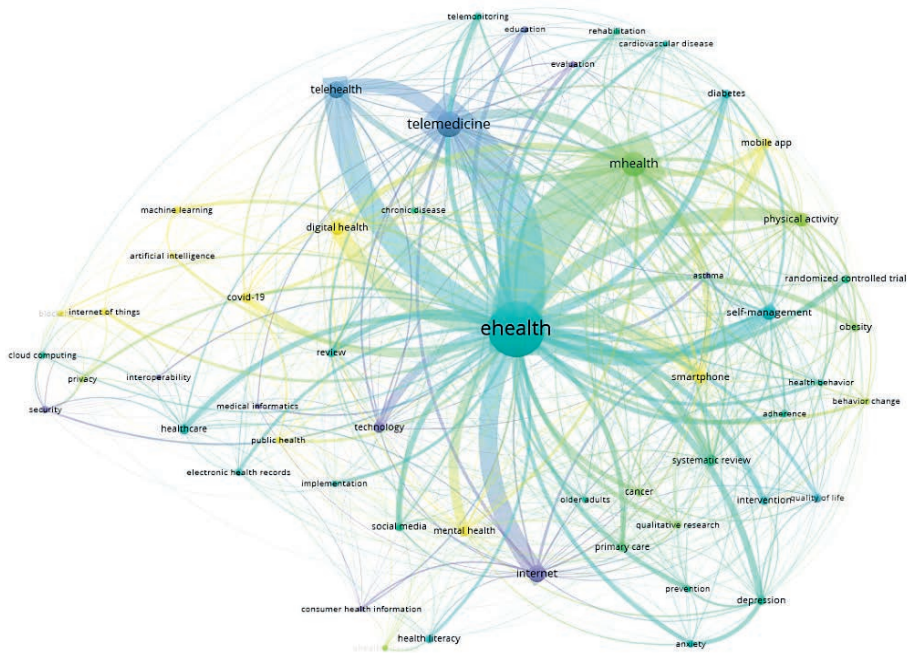 telemonitoring
education
rehabilitation
cardiovascular disease
evaluation
telehealth
diabetes
telemedicine
mobile app
mhealth
machine learning
chronic disease
physical activity
digital health
artificial intelligence
asthma
randomized controlled trial
covid-19
internet of things
self-management
ehealth
obesity
cloud computing
review
privacy
interoperability
smartphone
health behavior
behavior change
security
medical informatics
adherence
healthcare
technology
public health
systematic review
electronic health records
implementation
older adults
cancer
intervention
quality of life
social media
mental health
qualitative research
primary care
internet
prevention
depression
consumer health information
health literacy
anxiety